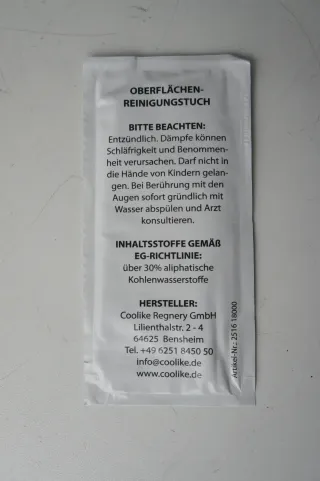 OBERFLÄCHEN-
REINIGUNGSTUCH
BITTE BEACHTEN:
Entzündlich. Dämpfe können
Schläfrigkeit und Benommen-
heit verursachen. Darf nicht in
die Hände von Kindern gelan-
gen. Bei Berührung mit den
Augen sofort gründlich mit
Wasser abspülen und Arzt
konsultieren.
INHALTSSTOFFE GEMÄß
EG-RICHTLINIE:
über 30% aliphatische
Kohlenwasserstoffe
HERSTELLER:
Coolike Regnery GmbH
Lilienthalstr. 2 - 4
64625 Bensheim
Tel. +49 6251 8450 50
info@coolike.de
www.coolike.de
Artikel-Nr.: 2516 18000